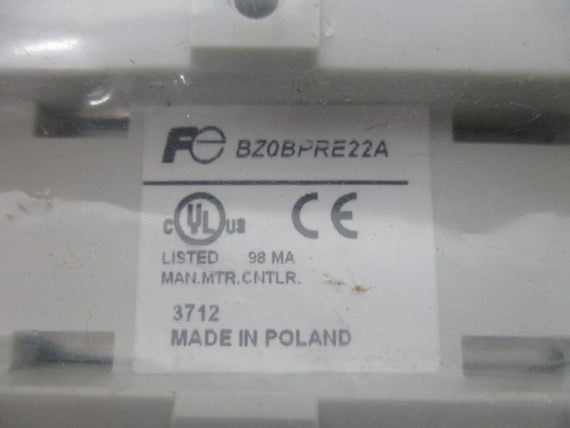 Fe BZ0BPRE22A
c UL US CE
LISTED 98 MA
MAN.MTR.CNTLR.
3712
MADE IN POLAND